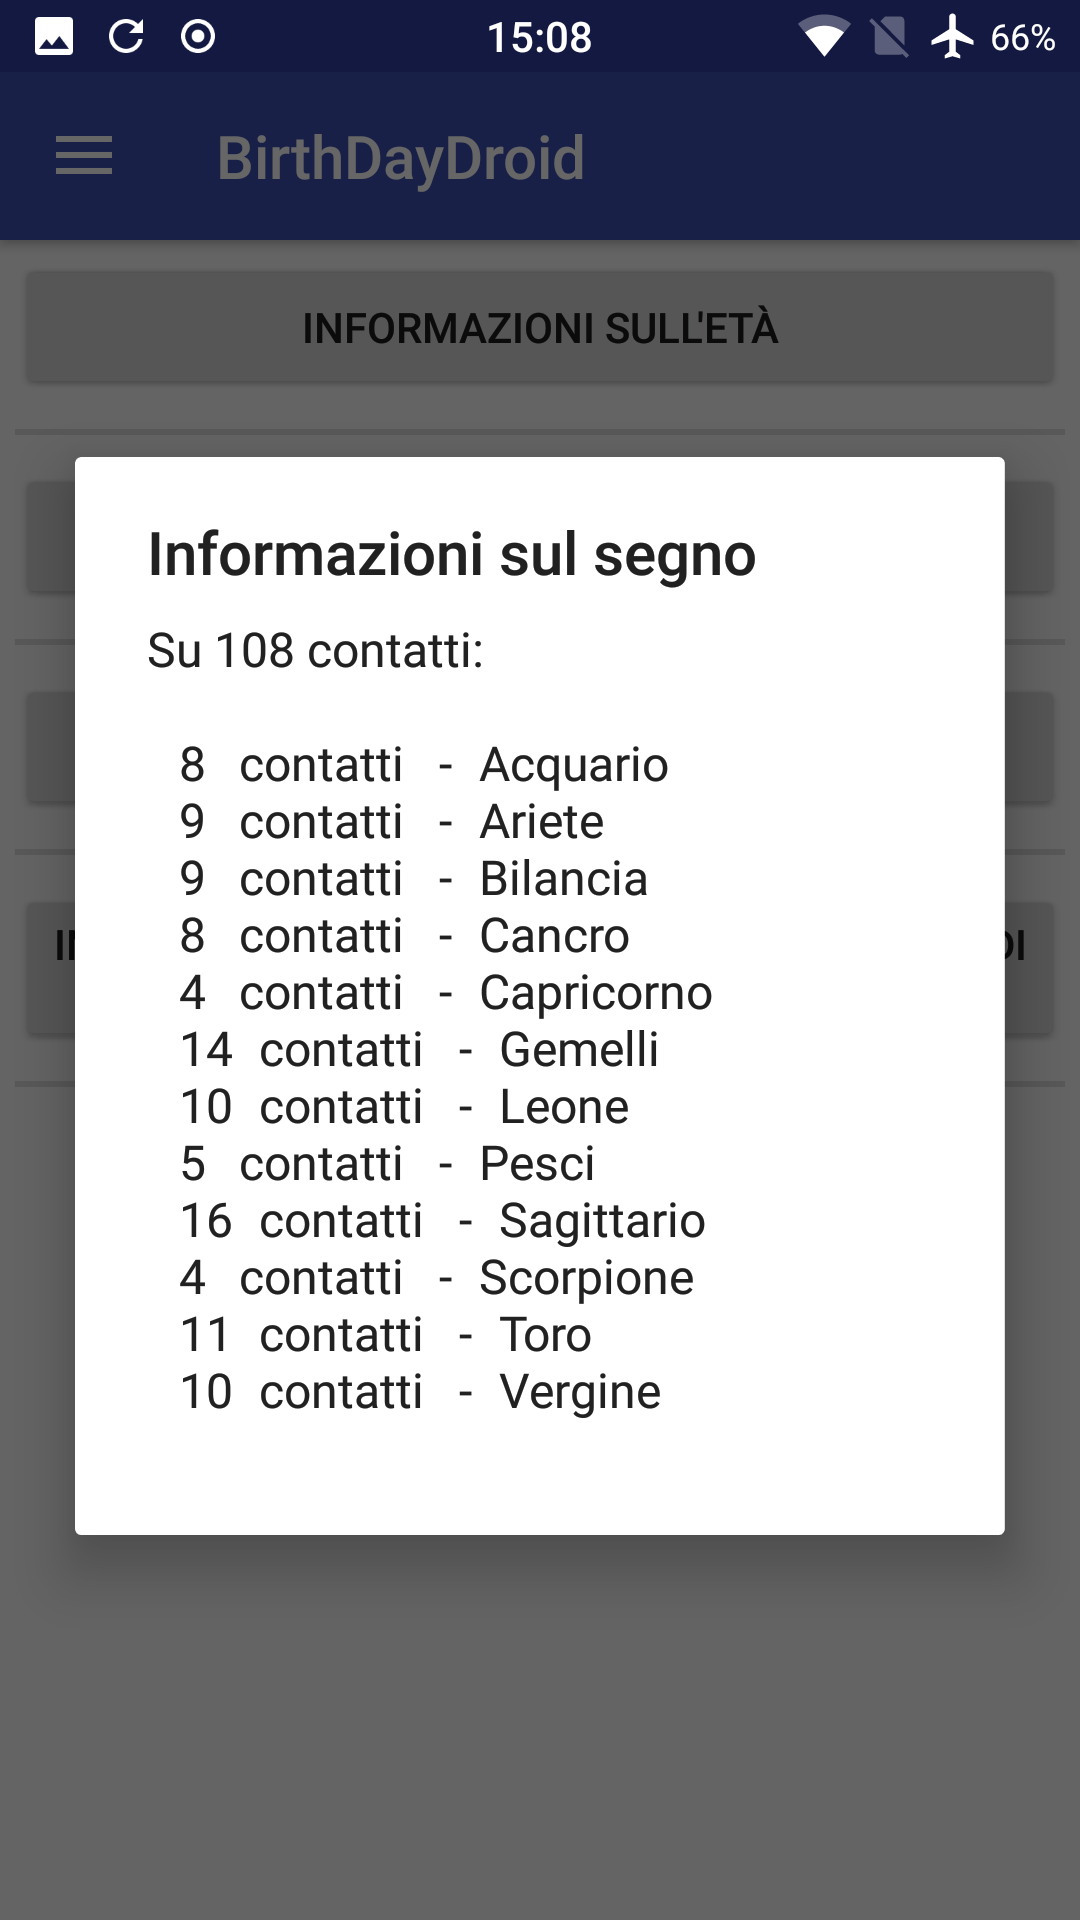 15:08 66%
BirthDayDroid
INFORMAZIONI SULL'ETÀ
Informazioni sul segno
Su 108 contatti:
8 contatti - Acquario
9 contatti - Ariete
9 contatti - Bilancia
8 contatti - Cancro
4 contatti - Capricorno
14 contatti - Gemelli
10 contatti - Leone
5 contatti - Pesci
16 contatti - Sagittario
4 contatti - Scorpione
11 contatti - Toro
10 contatti - Vergine